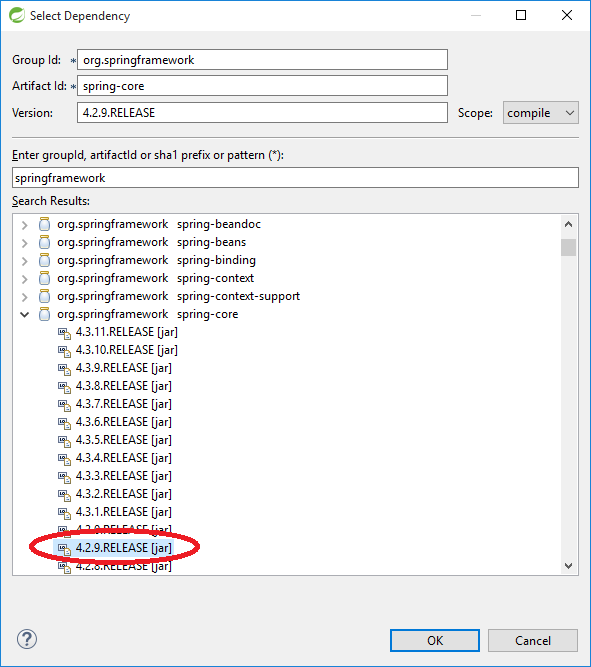 Select Dependency
Group Id: * org.springframework
Artifact Id: * spring-core
Version: 4.2.9.RELEASE Scope: compile
Enter groupId, artifactId or sha1 prefix or pattern (*):
springframework
Search Results:
org.springframework spring-beandoc
org.springframework spring-beans
org.springframework spring-binding
org.springframework spring-context
org.springframework spring-context-support
org.springframework spring-core
4.3.11.RELEASE [jar]
4.3.10.RELEASE [jar]
4.3.9.RELEASE [jar]
4.3.8.RELEASE [jar]
4.3.7.RELEASE [jar]
4.3.6.RELEASE [jar]
4.3.5.RELEASE [jar]
4.3.4.RELEASE [jar]
4.3.3.RELEASE [jar]
4.3.2.RELEASE [jar]
4.3.1.RELEASE [jar]
4.3.0.RELEASE [jar]
4.2.9.RELEASE [jar]
4.2.8.RELEASE [jar]
? OK Cancel